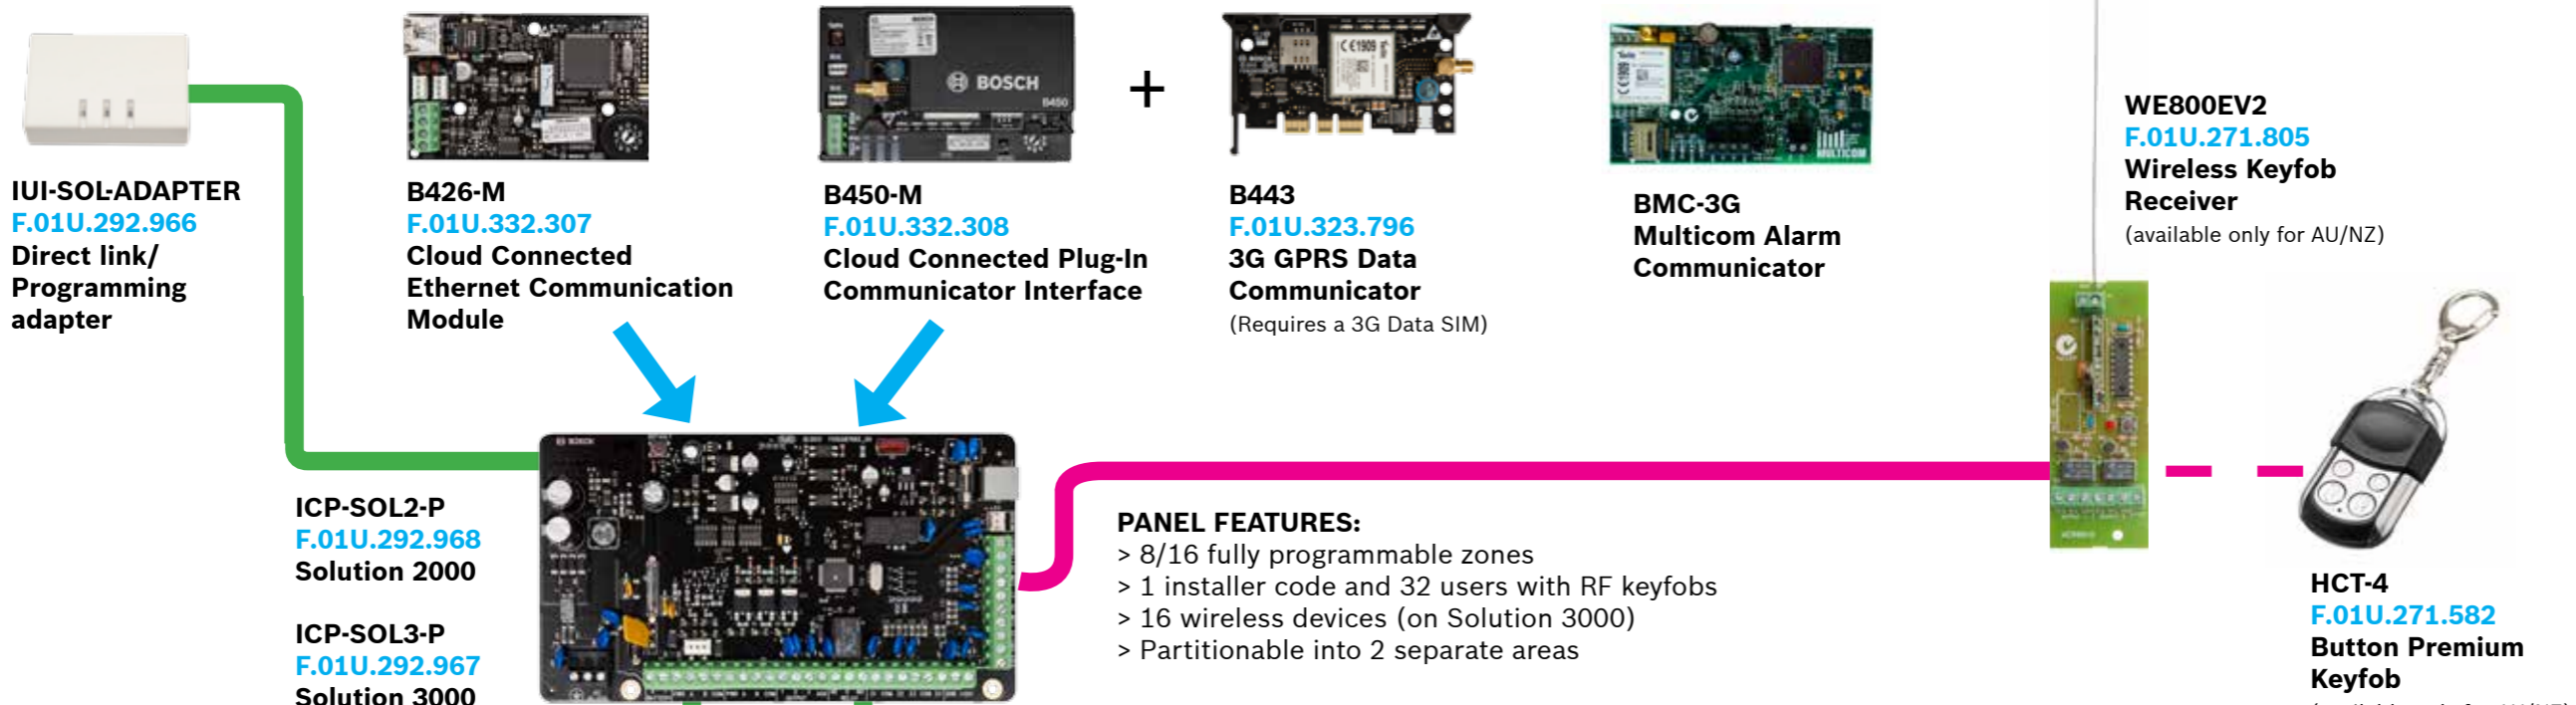 BOSCH
B450
+
MULTICOM
IUI-SOL-ADAPTER
F.01U.292.966
Direct link/
Programming
adapter
B426-M
F.01U.332.307
Cloud Connected
Ethernet Communication
Module
B450-M
F.01U.332.308
Cloud Connected Plug-In
Communicator Interface
B443
F.01U.323.796
3G GPRS Data
Communicator
(Requires a 3G Data SIM)
BMC-3G
Multicom Alarm
Communicator
WE800EV2
F.01U.271.805
Wireless Keyfob
Receiver
(available only for AU/NZ)
ICP-SOL2-P
F.01U.292.968
Solution 2000
ICP-SOL3-P
F.01U.292.967
Solution 3000
BOSCH
PANEL FEATURES:
> 8/16 fully programmable zones
> 1 installer code and 32 users with RF keyfobs
> 16 wireless devices (on Solution 3000)
> Partitionable into 2 separate areas
HCT-4
F.01U.271.582
Button Premium
Keyfob